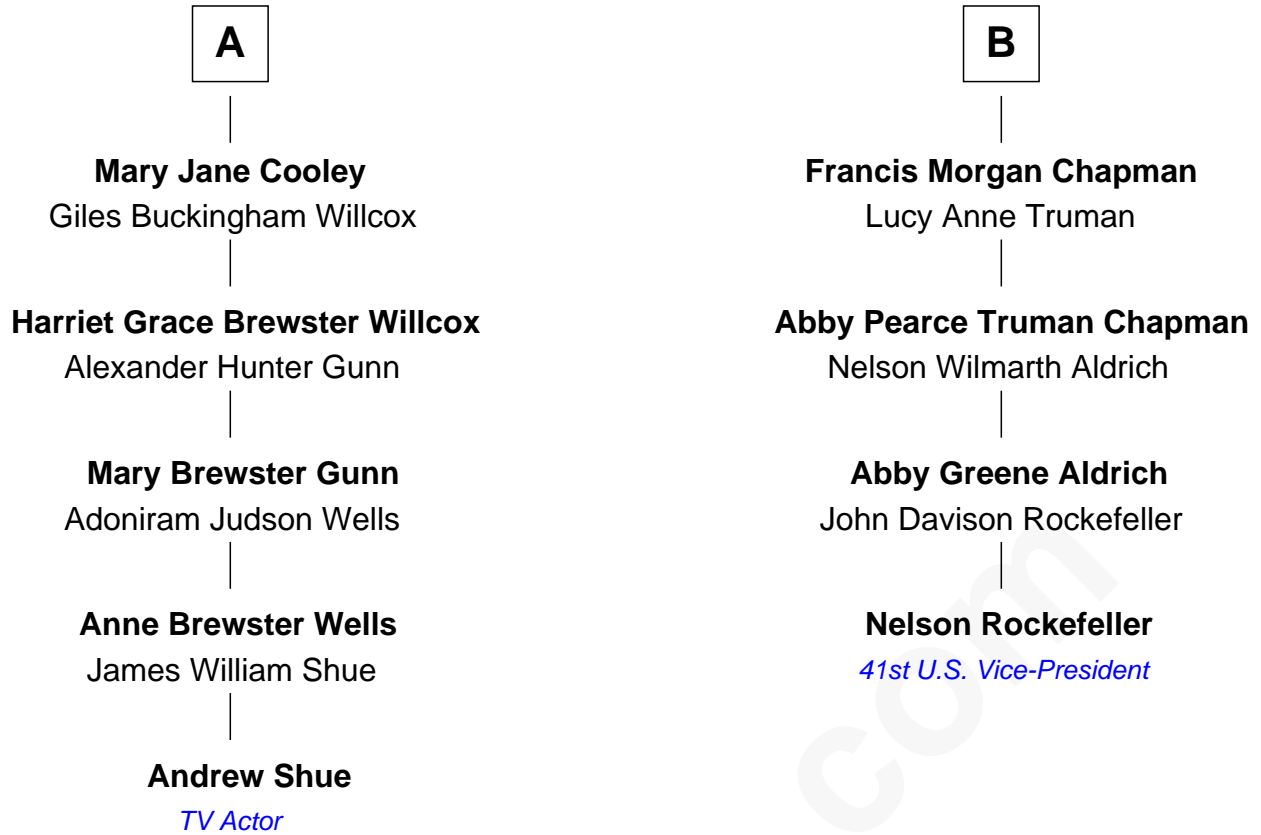 A
Mary Jane Cooley
Giles Buckingham Willcox
Harriet Grace Brewster Willcox
Alexander Hunter Gunn
Mary Brewster Gunn
Adoniram Judson Wells
Anne Brewster Wells
James William Shue
Andrew Shue
TV Actor
B
Francis Morgan Chapman
Lucy Anne Truman
Abby Pearce Truman Chapman
Nelson Wilmarth Aldrich
Abby Greene Aldrich
John Davison Rockefeller
Nelson Rockefeller
41st U.S. Vice-President
com